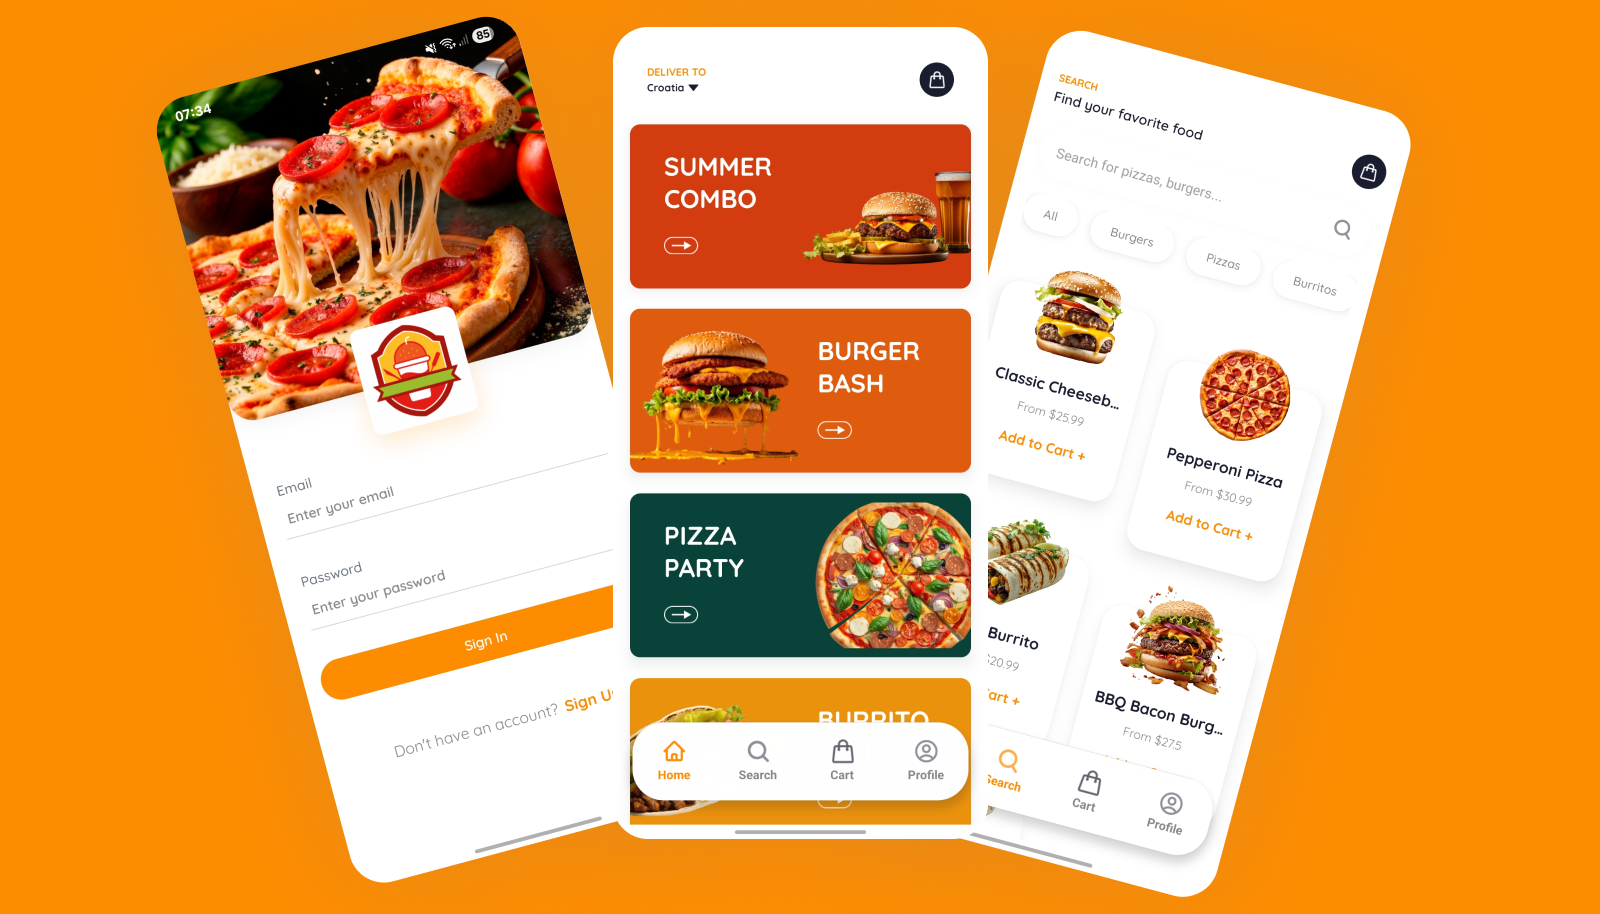 07:34
85
Email
Enter your email
Password
Enter your password
Sign In
Don't have an account? Sign U
DELIVER TO
Croatia
SUMMER
COMBO
BURGER
BASH
PIZZA
PARTY
BURRITO
Home
Search
Cart
Profile
SEARCH
Find your favorite food
Search for pizzas, burgers...
All
Burgers
Pizzas
Burritos
Classic Cheeseb...
From $25.99
Add to Cart +
Pepperoni Pizza
From $30.99
Add to Cart +
Burrito
$20.99
art +
BBQ Bacon Burg...
From $27.5
Search
Cart
Profile